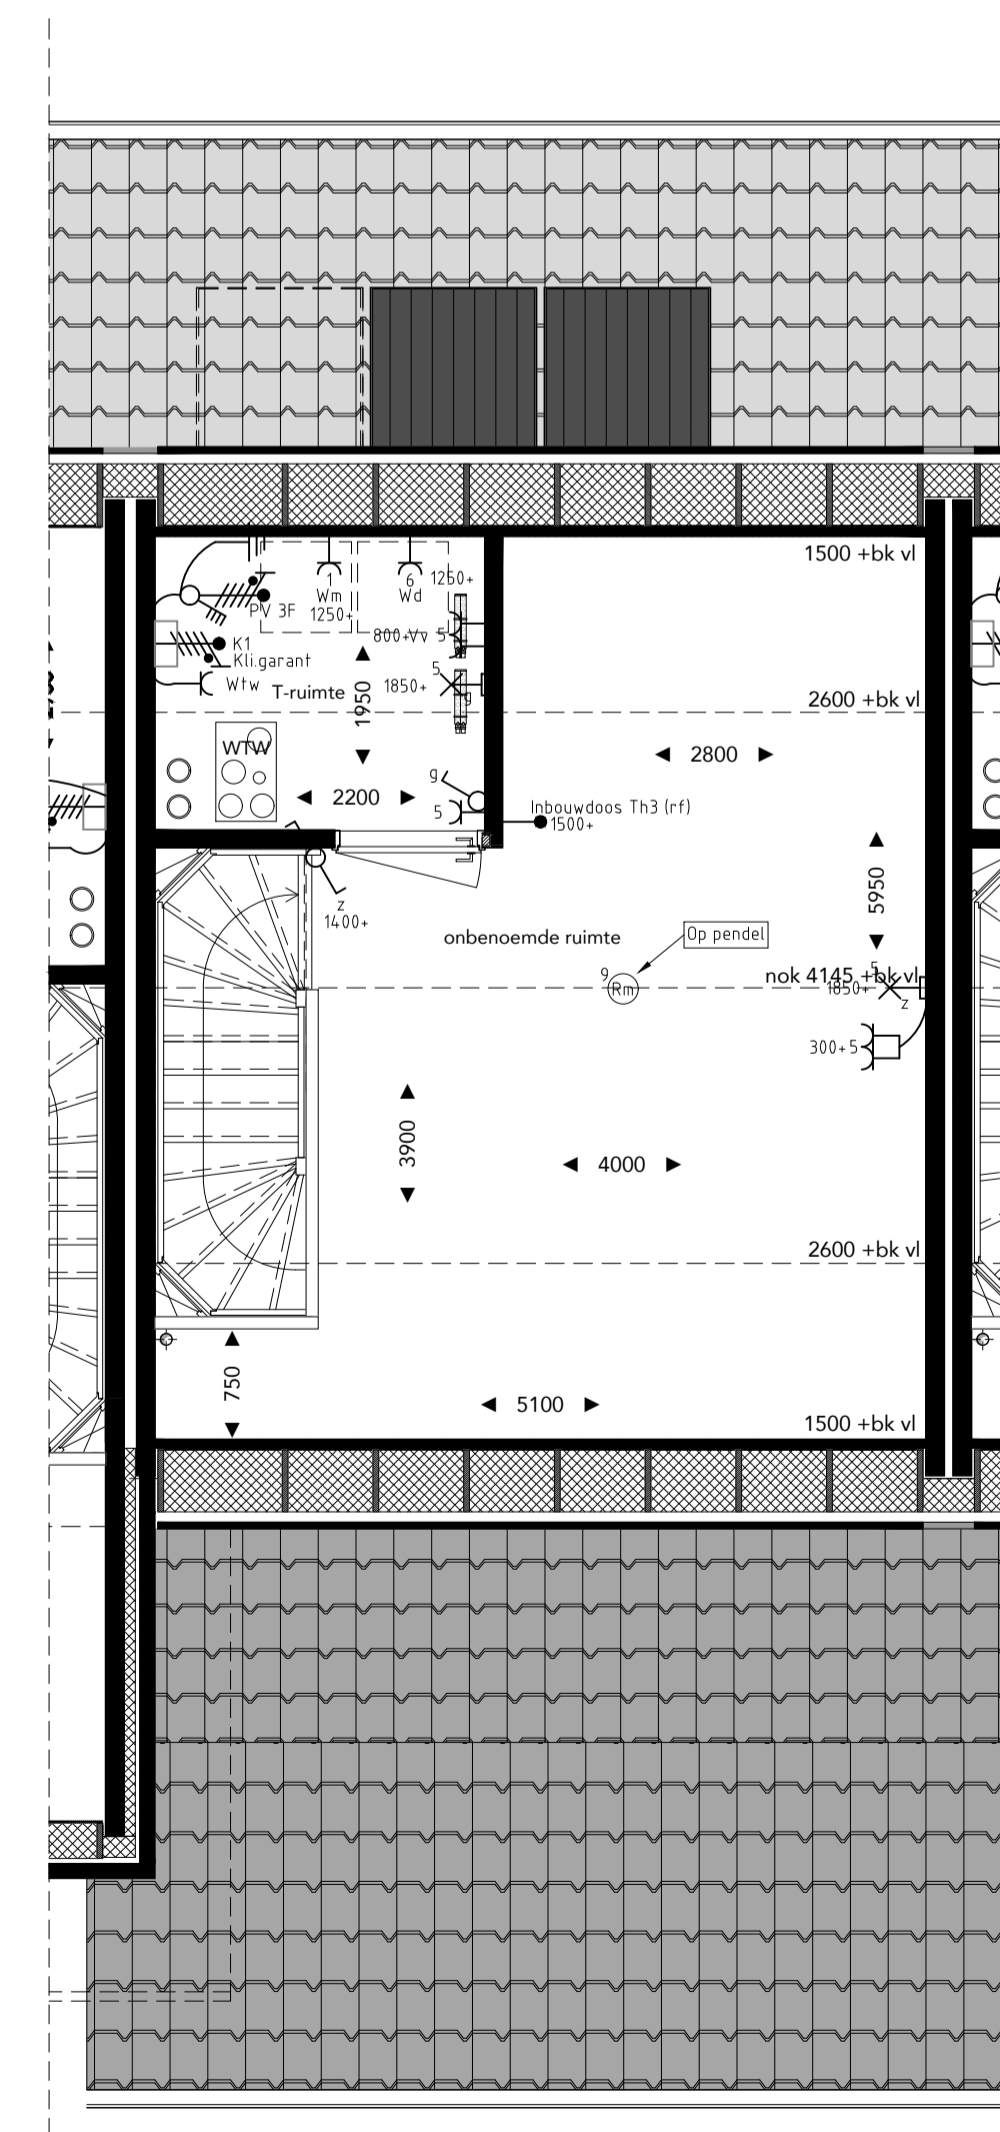 1500 +bk vl
1
Wm
1250+
6
Wd
1250+
PV 3F
800+Vv 5
K1
Kli.garant
Wtw
T-ruimte
1950
5
1850+
g
2600 +bk vl
WTW
2200
g
5
2800
Inbouwdoos Th3 (rf)
1500+
z
1400+
5950
onbenoemde ruimte
Op pendel
9
Rm
nok 4145 +bk vl
5
1850+
z
300+5
3900
4000
2600 +bk vl
750
5100
1500 +bk vl